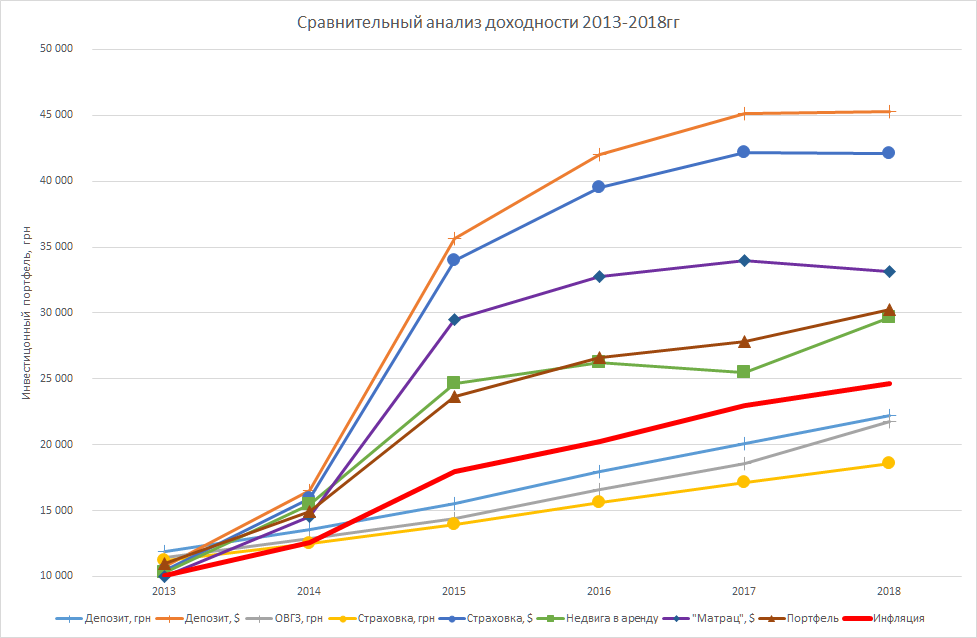 Сравнительный анализ доходности 2013-2018гг
50 000
45 000
40 000
35 000
30 000
25 000
20 000
15 000
10 000
Инвестиционный портфель, грн
2013 2014 2015 2016 2017 2018
Депозит, грн Депозит, $ ОВГЗ, грн Страховка, грн Страховка, $ Недвига в аренду "Матрац", $ Портфель Инфляция